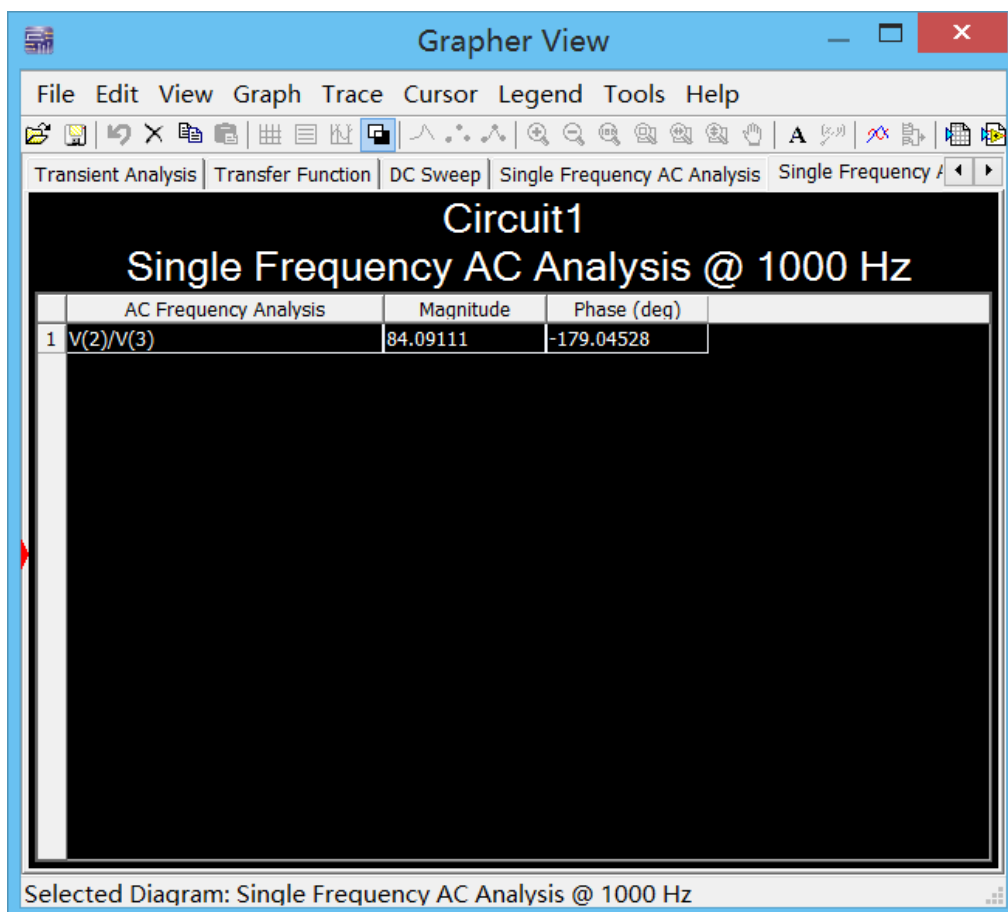 Grapher View
File Edit View Graph Trace Cursor Legend Tools Help
Transient Analysis Transfer Function DC Sweep Single Frequency AC Analysis Single Frequency A
Circuit1
Single Frequency AC Analysis @ 1000 Hz
AC Frequency Analysis Magnitude Phase (deg)
1 V(2)/V(3) 84.09111 -179.04528
Selected Diagram: Single Frequency AC Analysis @ 1000 Hz